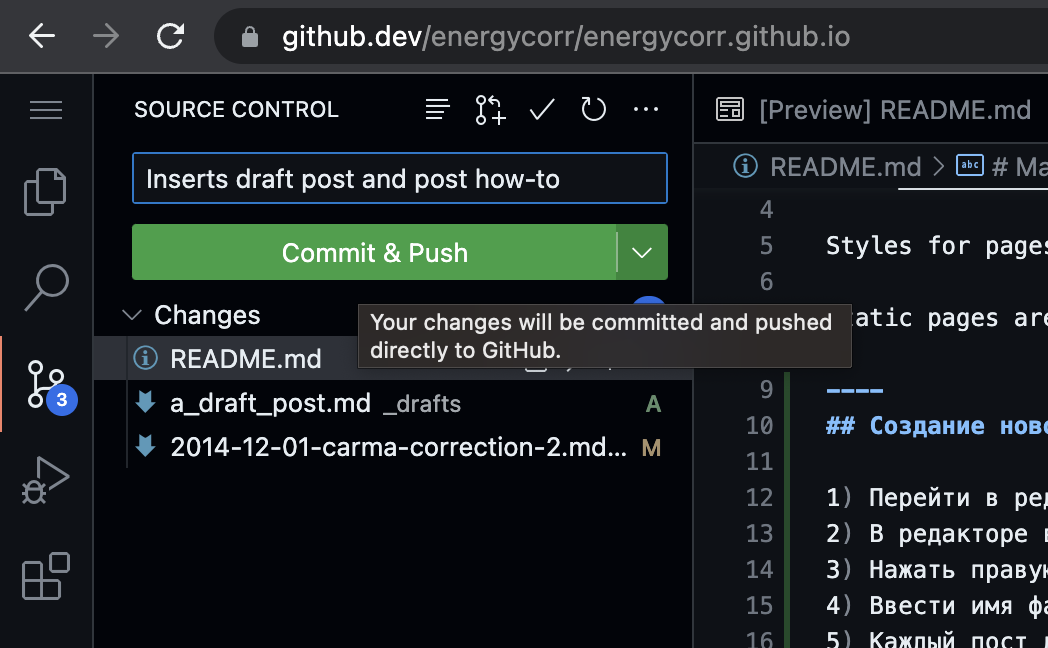 github.dev/energycorr/energycorr.github.io
SOURCE CONTROL
Inserts draft post and post how-to
Commit & Push
Changes
Your changes will be committed and pushed
directly to GitHub.
README.md
a_draft_post.md _drafts A
2014-12-01-carma-correction-2.md... M
3
[Preview] README.md
README.md > abc # Ma
4
5 Styles for pages
6
atic pages are
9 ----
10 ## Создание ново
11
12 1) Перейти в ред
13 2) В редакторе в
14 3) Нажать правую
15 4) Ввести имя фа
16 5) Каждый пост